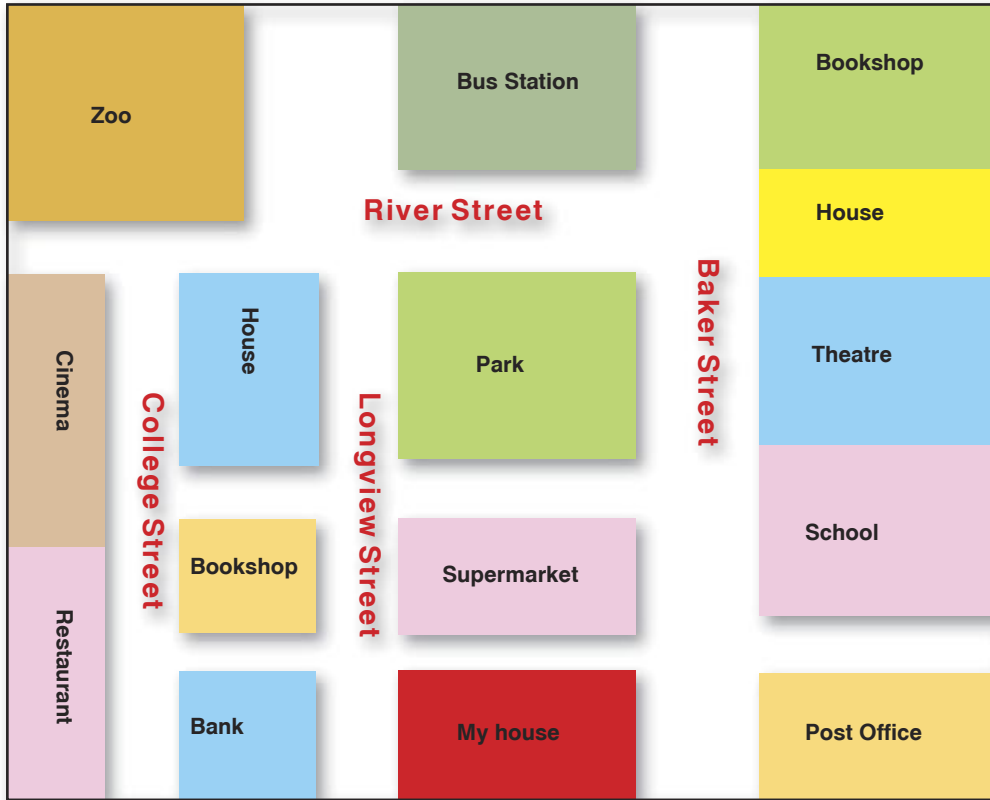 Zoo
Bus Station
Bookshop
River Street
House
House
Baker Street
Cinema
Park
Theatre
College Street
Longview Street
School
Bookshop
Supermarket
Restaurant
Bank
My house
Post Office